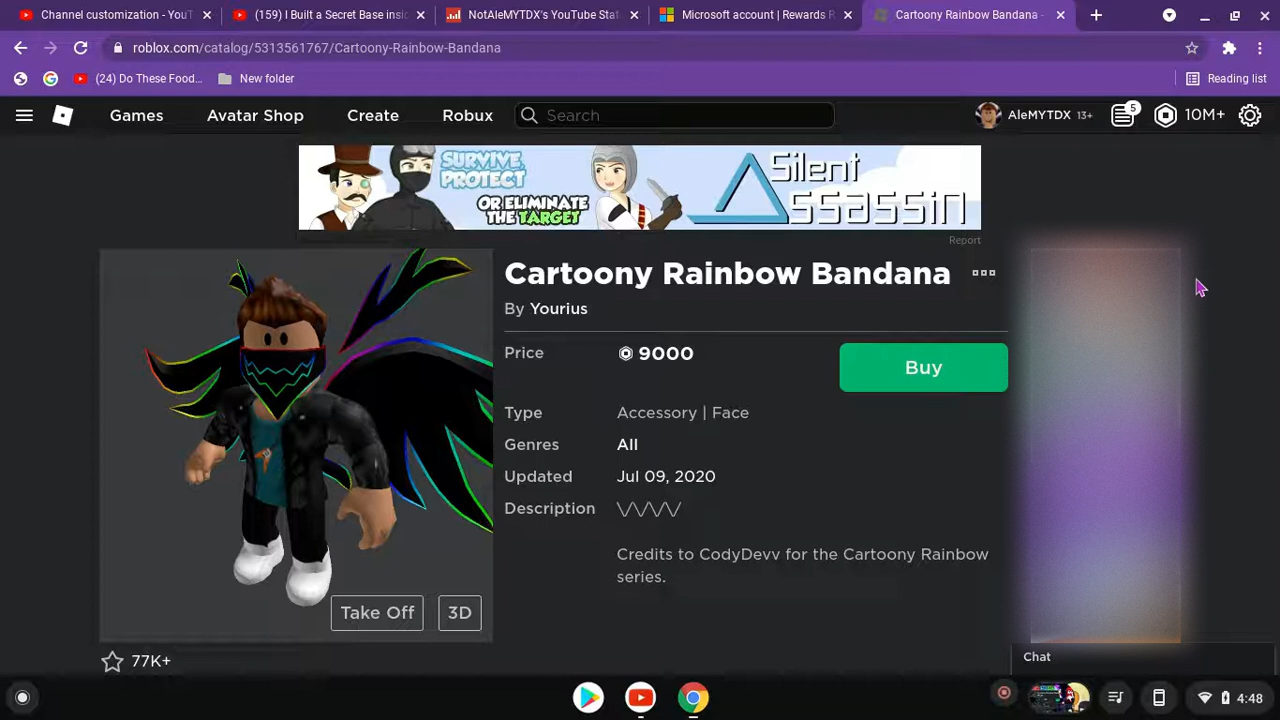 Channel customization - YouT
(159) I Built a Secret Base insid
NotAleMYTDX's YouTube Stat
Microsoft account | Rewards R
Cartoony Rainbow Bandana -
roblox.com/catalog/5313561767/Cartoony-Rainbow-Bandana
(24) Do These Food...
New folder
Reading list
Games
Avatar Shop
Create
Robux
Search
AleMYTDX 13+
5
10M+
SURVIVE
PROTECT
OR ELIMINATE
THE TARGET
Silent
Assassin
Report
Cartoony Rainbow Bandana
By Yourius
Price 9000
Buy
Type Accessory | Face
Genres All
Updated Jul 09, 2020
Description \/\/\/\/\/
Credits to CodyDevv for the Cartoony Rainbow
series.
Take Off
3D
77K+
Chat
4:48